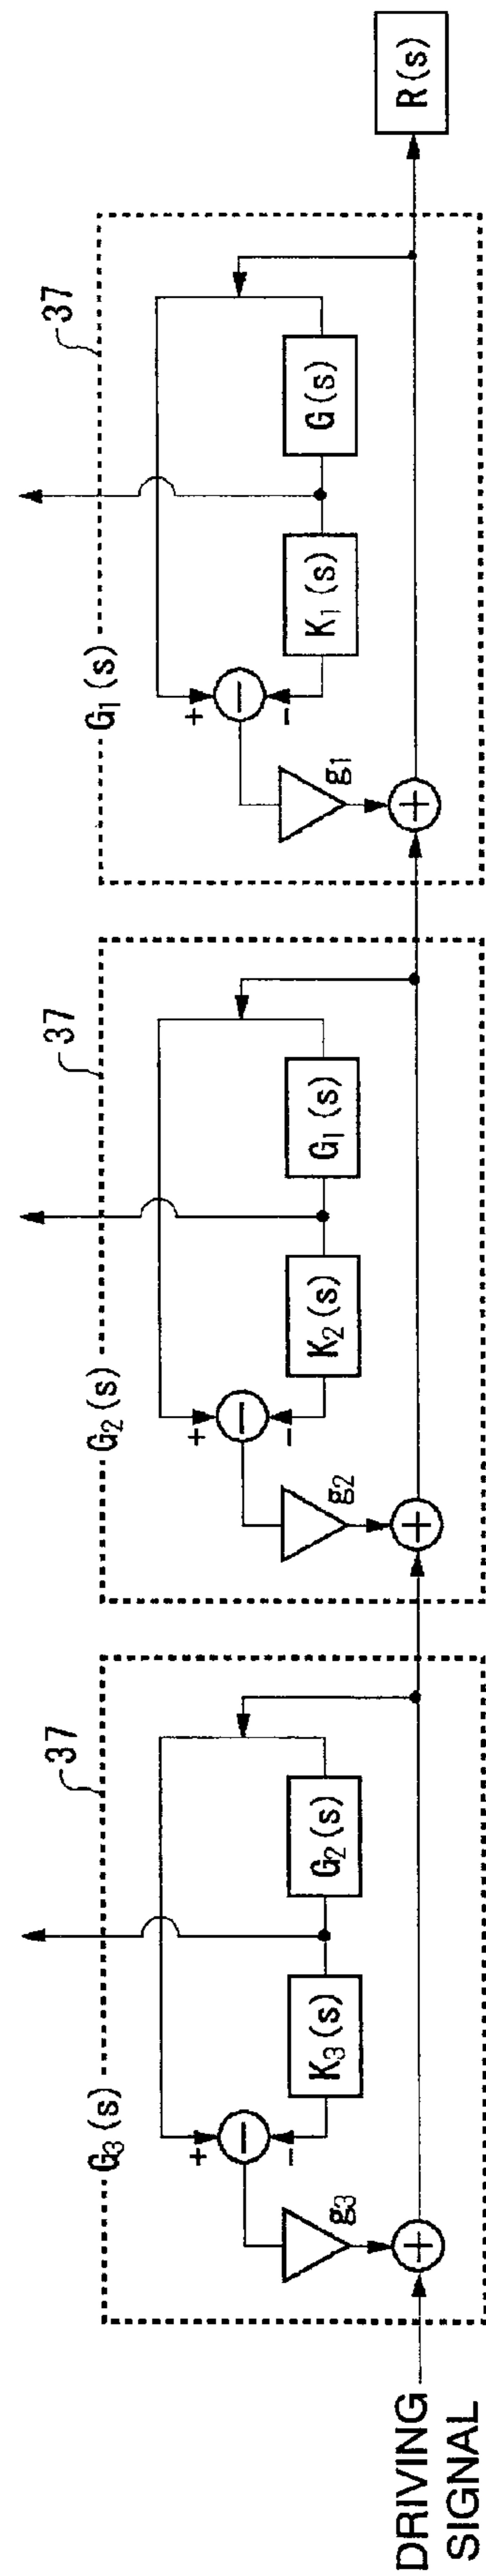 DRIVING
SIGNAL
G₃(s)
37
+
−
−
K₃(s)
G₂(s)
g₃
+
G₂(s)
37
+
−
−
K₂(s)
G₁(s)
g₂
+
G₁(s)
37
+
−
−
K₁(s)
G(s)
g₁
+
R(s)